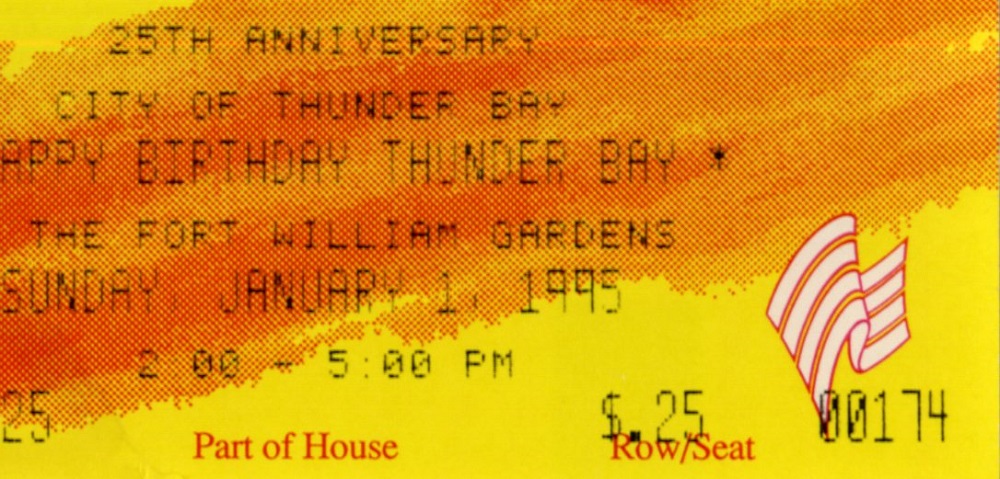 25TH ANNIVERSARY
CITY OF THUNDER BAY
APPY BIRTHDAY THUNDER BAY *
THE FORT WILLIAM GARDENS
SUNDAY JANUARY 1, 1995
2 00 - 5:00 PM
25 $.25 00174
Part of House Row/Seat